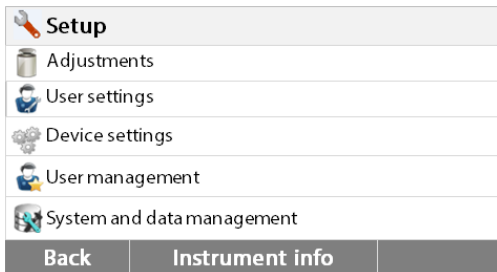 Setup
Adjustments
User settings
Device settings
User management
System and data management
Back Instrument info